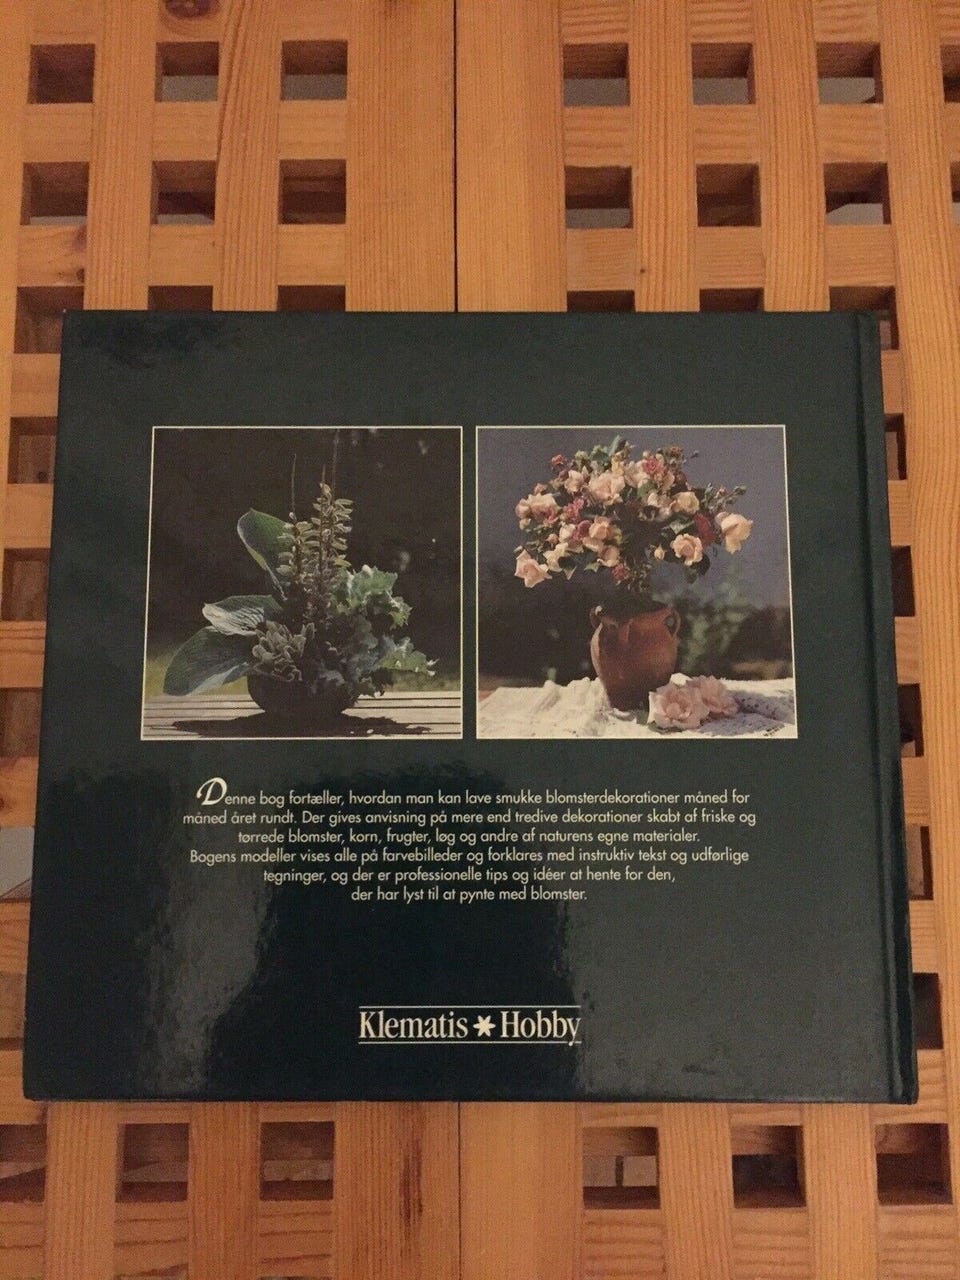 Denne bog fortæller, hvordan man kan lave smukke blomsterdekorationer måned for
måned året rundt. Der gives anvisning på mere end tredive dekorationer skabt af friske og
tørrede blomster, korn, frugter, løg og andre af naturens egne materialer.
Bogens modeller vises alle på farvebilleder og forklares med instruktiv tekst og udførlige
tegninger, og der er professionelle tips og idéer at hente for den,
der har lyst til at pynte med blomster.
Klematis * Hobby